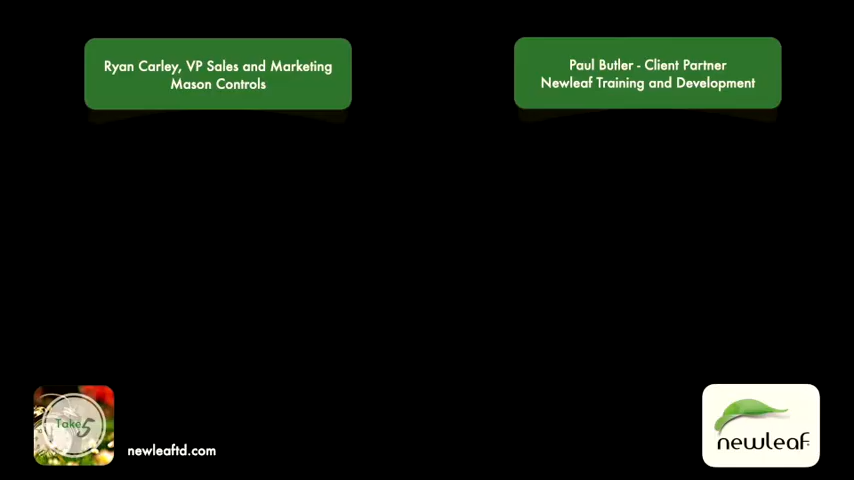 Ryan Carley, VP Sales and Marketing
Mason Controls
Paul Butler - Client Partner
Newleaf Training and Development
Take 5
newleaftd.com
newleaf